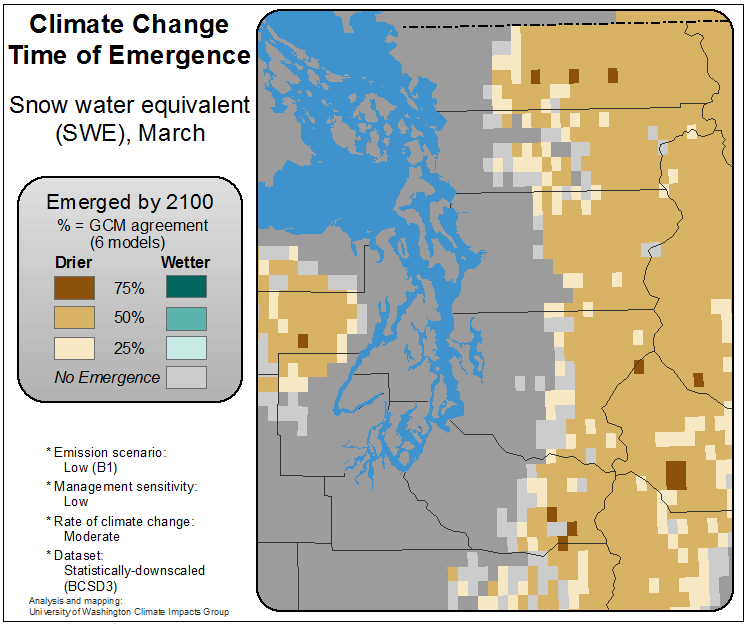 Climate Change
Time of Emergence
Snow water equivalent
(SWE), March
Emerged by 2100
% = GCM agreement
(6 models)
Drier Wetter
75%
50%
25%
No Emergence
* Emission scenario:
Low (B1)
* Management sensitivity:
Low
* Rate of climate change:
Moderate
* Dataset:
Statistically-downscaled
(BCSD3)
Analysis and mapping:
University of Washington Climate Impacts Group